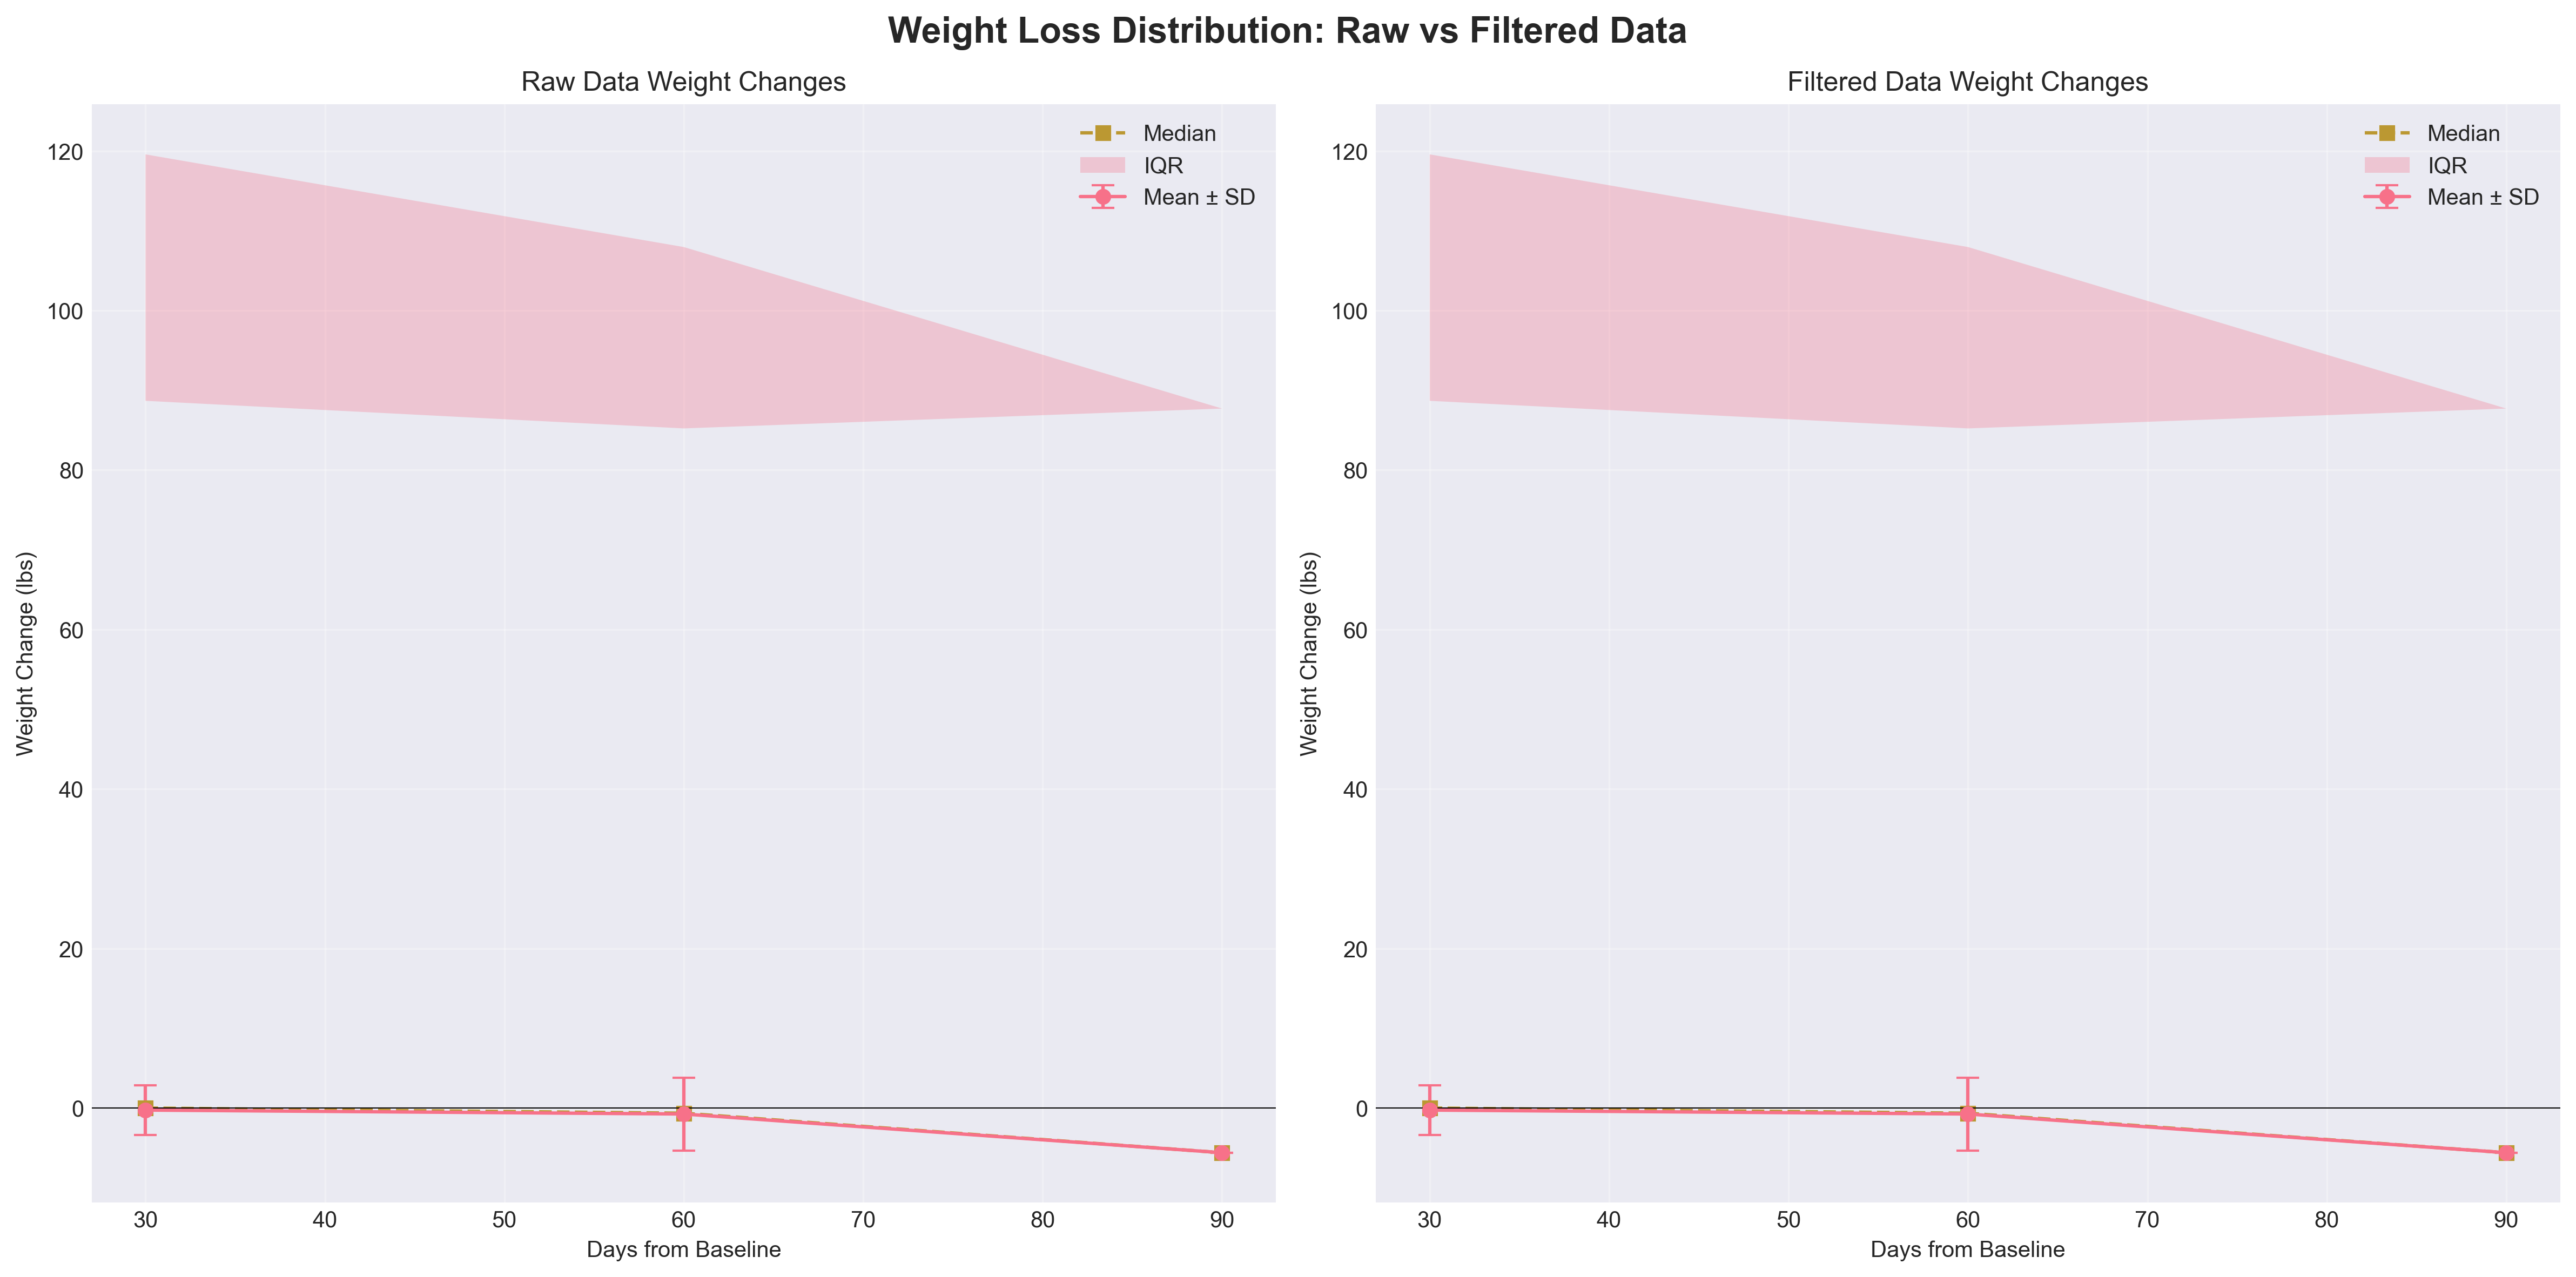 Weight Loss Distribution: Raw vs Filtered Data
Raw Data Weight Changes
Median
IQR
Mean ± SD
120
100
80
60
40
20
0
Weight Change (lbs)
30 40 50 60 70 80 90
Days from Baseline
Filtered Data Weight Changes
Median
IQR
Mean ± SD
120
100
80
60
40
20
0
Weight Change (lbs)
30 40 50 60 70 80 90
Days from Baseline